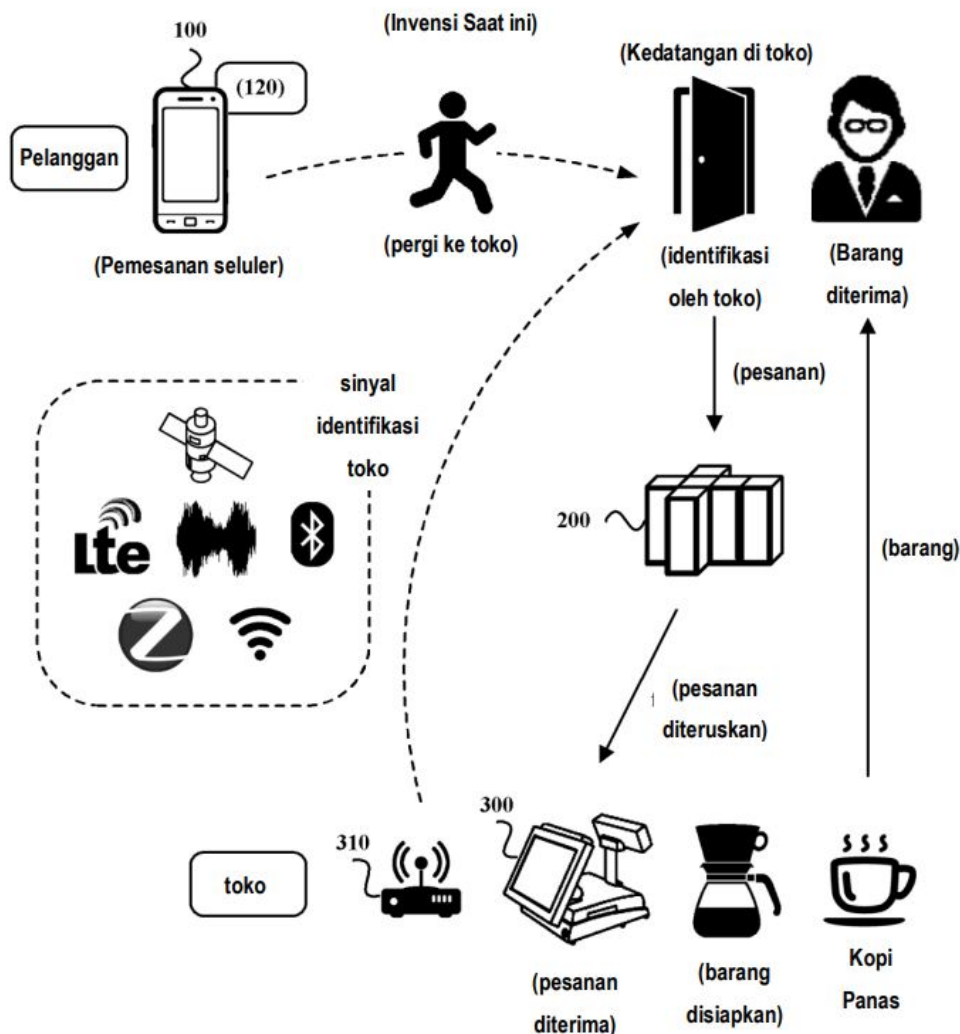 (Invensi Saat ini)
100
(120)
Pelanggan
(Pemesanan seluler)
(pergi ke toko)
(Kedatangan di toko)
(identifikasi
oleh toko)
(Barang
diterima)
(pesanan)
sinyal
identifikasi
toko
Lte
Z
200
(barang)
(pesanan
diteruskan)
toko
310
300
(pesanan
diterima)
(barang
disiapkan)
Kopi
Panas